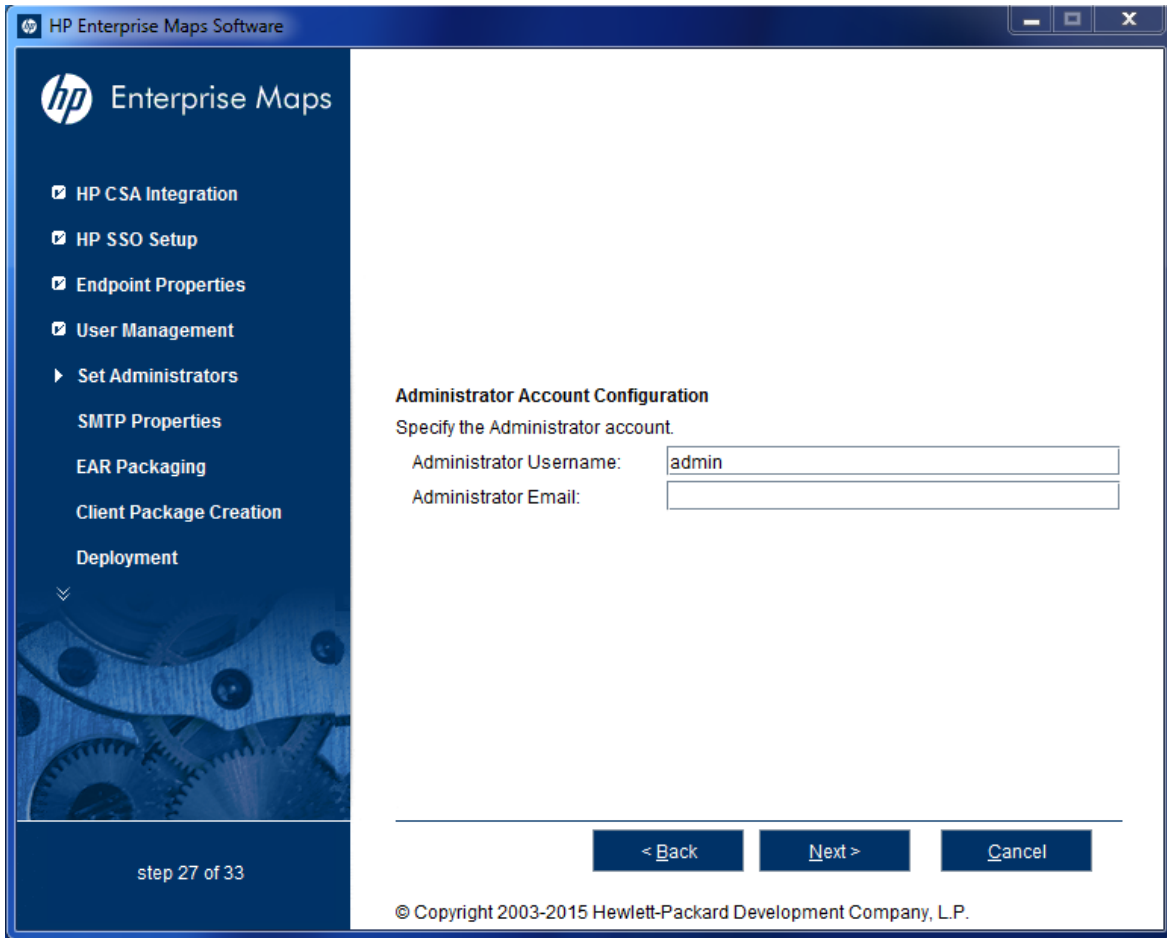 HP Enterprise Maps Software
hp Enterprise Maps
HP CSA Integration
HP SSO Setup
Endpoint Properties
User Management
Set Administrators
SMTP Properties
EAR Packaging
Client Package Creation
Deployment
step 27 of 33
Administrator Account Configuration
Specify the Administrator account.
Administrator Username: admin
Administrator Email:
< Back Next > Cancel
© Copyright 2003-2015 Hewlett-Packard Development Company, L.P.